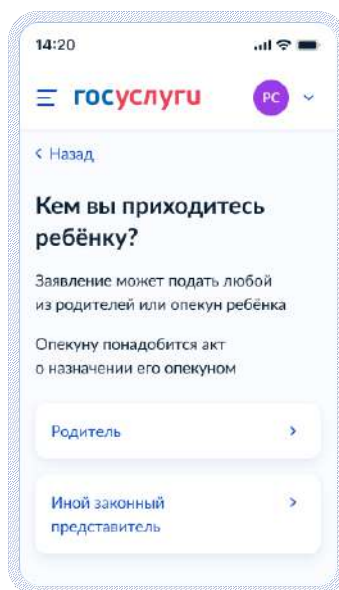 14:20
госуслуги
РС
Назад
Кем вы приходитесь
ребёнку?
Заявление может подать любой
из родителей или опекун ребёнка
Опекуну понадобится акт
о назначении его опекуном
Родитель
Иной законный
представитель